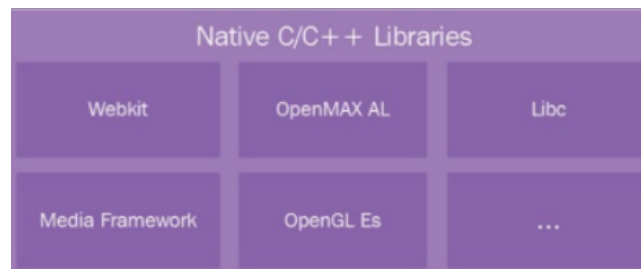 Native C/C++ Libraries
Webkit
OpenMAX AL
Libc
Media Framework
OpenGL Es
...